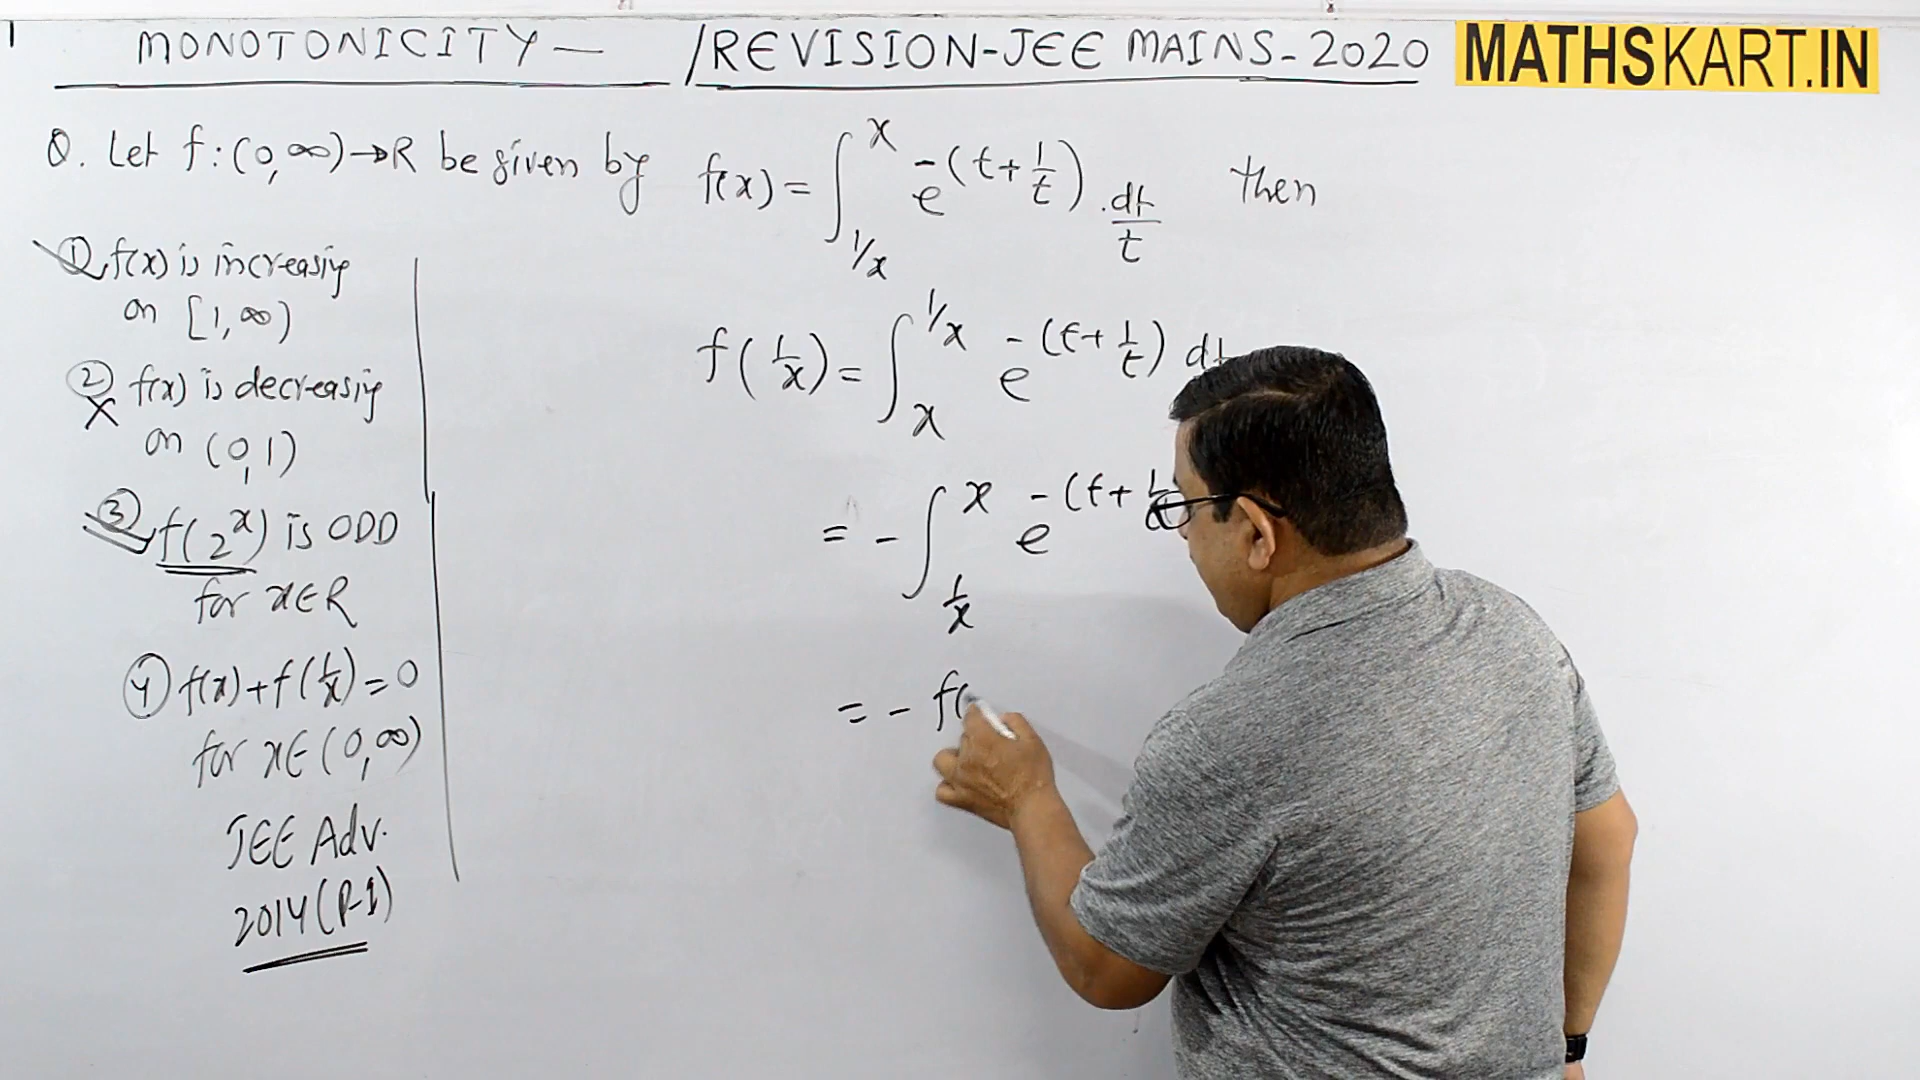 MONOTONICITY — /REVISION-JEE MAINS-2020
MATHSKART.IN
Q. Let f:(0,∞)→R be given by f(x) = ∫_{1/x}^{x} e^{-(t+1/t)} . dt/t then
① f(x) is increasing
on [1,∞)
② f(x) is decreasing
X
on (0,1)
③ f(2^x) is ODD
for x∈R
④ f(x)+f(1/x)=0
for x∈(0,∞)
JEE Adv.
2014(P-1)
f(1/x) = ∫_{x}^{1/x} e^{-(t+1/t)} dt
= - ∫_{1/x}^{x} e^{-(t+1/t
= - f(